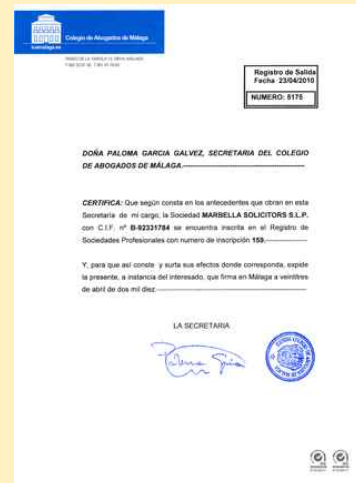 Colegio de Abogados de Málaga
Registro de Salida
Fecha 23/04/2010
NUMERO: 5175
DOÑA PALOMA GARCIA GALVEZ, SECRETARIA DEL COLEGIO
DE ABOGADOS DE MÁLAGA.
CERTIFICA: Que según consta en los antecedentes que obran en esta
Secretaria de mi cargo, la Sociedad MARBELLA SOLICITORS S.L.P.
con C.I.F. nº B-92331784 se encuentra inscrita en el Registro de
Sociedades Profesionales con numero de inscripción 159.
Y, para que así conste y surta sus efectos donde corresponda, expide
la presente, a instancia del interesado, que firma en Málaga a veintitres
de abril de dos mil diez.
LA SECRETARIA